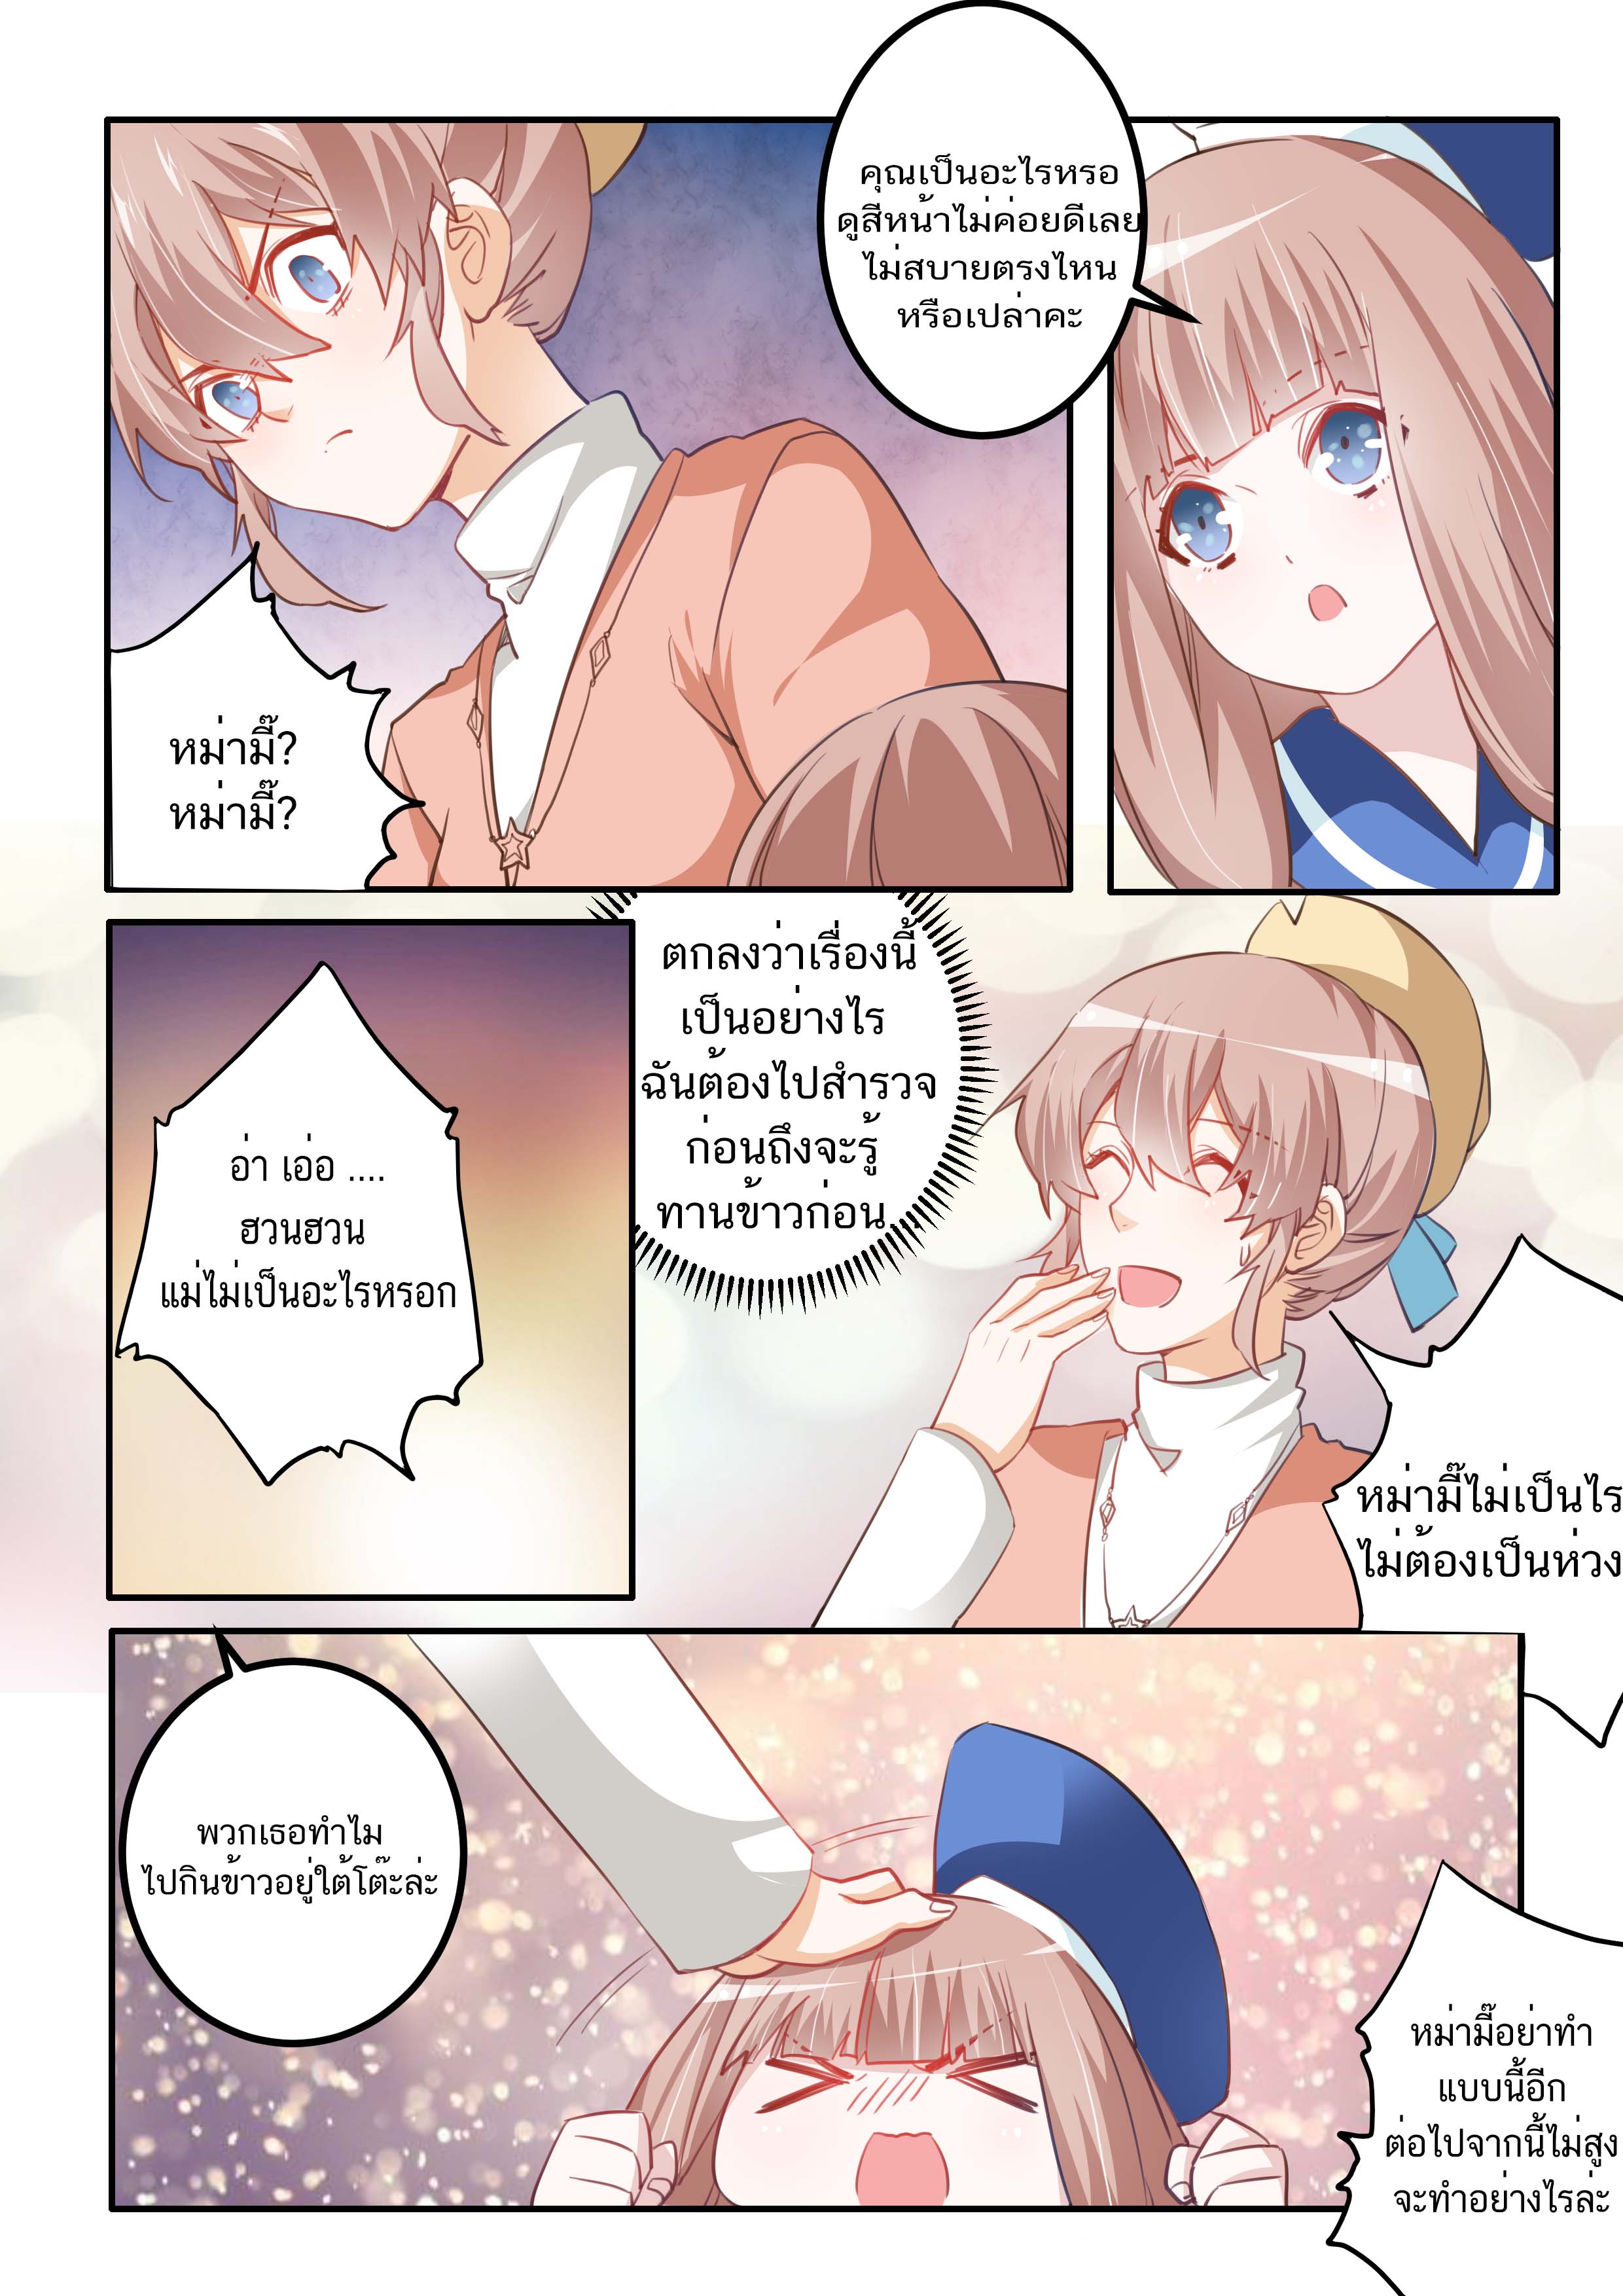 คุณเป็นอะไรหรอ
ดูสีหน้าไม่ค่อยดีเลย
ไม่สบายตรงไหน
หรือเปล่าคะ
หม่ามี๊?
หม่ามี๊?
ตกลงว่าเรื่องนี้
เป็นอย่างไร
ฉันต้องไปสำรวจ
ก่อนถึงจะรู้
ทานข้าวก่อน...
อ่า เอ่อ ....
ฮวนฮวน
แม่ไม่เป็นอะไรหรอก
หม่ามี๊ไม่เป็นไร
ไม่ต้องเป็นห่วง
พวกเธอทำไม
ไปกินข้าวอยู่ใต้โต๊ะล่ะ
หม่ามี๊อย่าทำ
แบบนี้อีก
ต่อไปจากนี้ไม่สูง
จะทำอย่างไรล่ะ